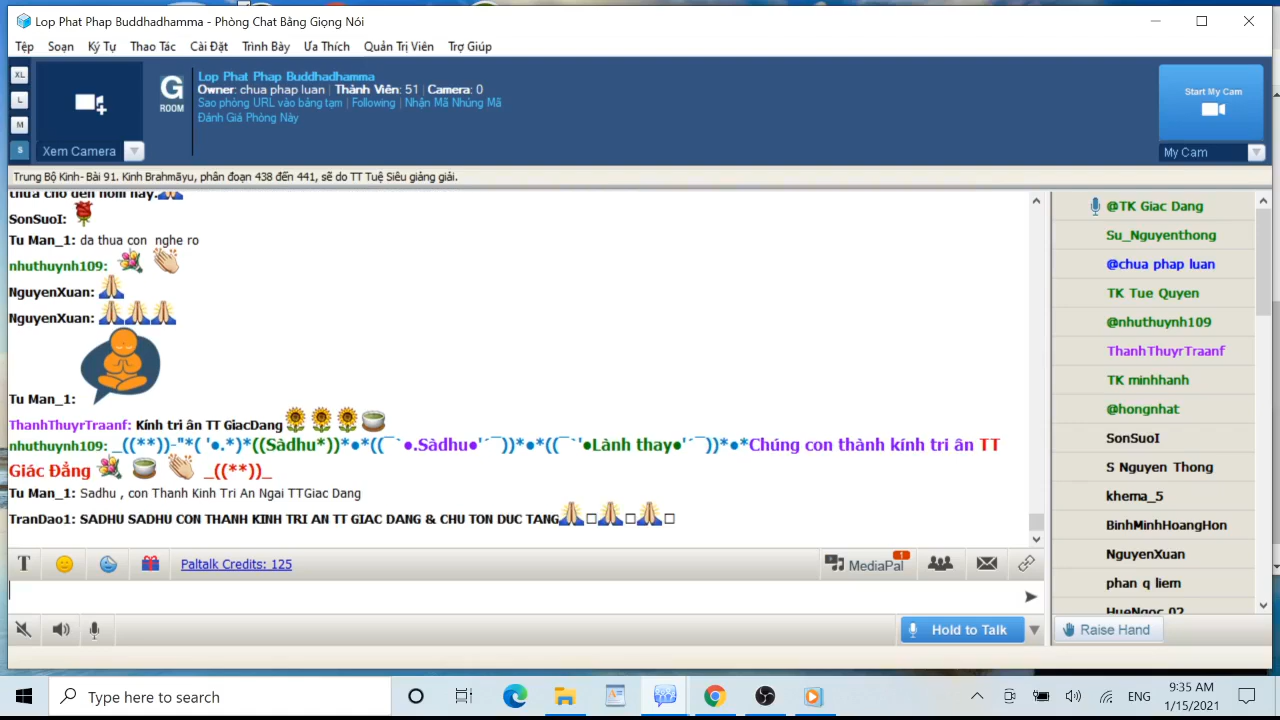 Lop Phat Phap Buddhadhamma - Phòng Chat Bằng Giọng Nói
Tệp Soạn Ký Tự Thao Tác Cài Đặt Trình Bày Ưa Thích Quản Trị Viên Trợ Giúp
XL
L
M
S
Xem Camera
G
ROOM
Lop Phat Phap Buddhadhamma
Owner: chua phap luan | Thành Viên: 51 | Camera: 0
Sao phòng URL vào bảng tạm | Following | Nhận Mã Nhúng Mã
Đánh Giá Phòng Này
Start My Cam
My Cam
Trung Bộ Kinh- Bài 91. Kinh Brahmāyu, phân đoạn 438 đến 441, sẽ do TT Tuệ Siêu giảng giải.
thừa cho đến hôm nay.
SonSuoI:
Tu Man_1: da thua con nghe ro
nhuthuynh109:
NguyenXuan:
NguyenXuan:
Tu Man_1:
ThanhThuyrTraanf: Kính tri ân TT GiacDang
nhuthuynh109: _((**))-"*( '●.*)*((Sàdhu*))*●*((¯`●.Sàdhu●'´¯))*●*((¯`'●Lành thay●'´¯))*●*Chúng con thành kính tri ân TT
Giác Đẳng _((**))_
Tu Man_1: Sadhu , con Thanh Kinh Tri An Ngai TTGiac Dang
TranDao1: SADHU SADHU CON THANH KINH TRI AN TT GIAC DANG & CHU TON DUC TANG
@TK Giac Dang
Su_Nguyenthong
@chua phap luan
TK Tue Quyen
@nhuthuynh109
ThanhThuyrTraanf
TK minhhanh
@hongnhat
SonSuoI
S Nguyen Thong
khema_5
BinhMinhHoangHon
NguyenXuan
phan q liem
HueNgoc 02
T Paltalk Credits: 125 MediaPal 1
Hold to Talk
Raise Hand
Type here to search
ENG
9:35 AM
1/15/2021